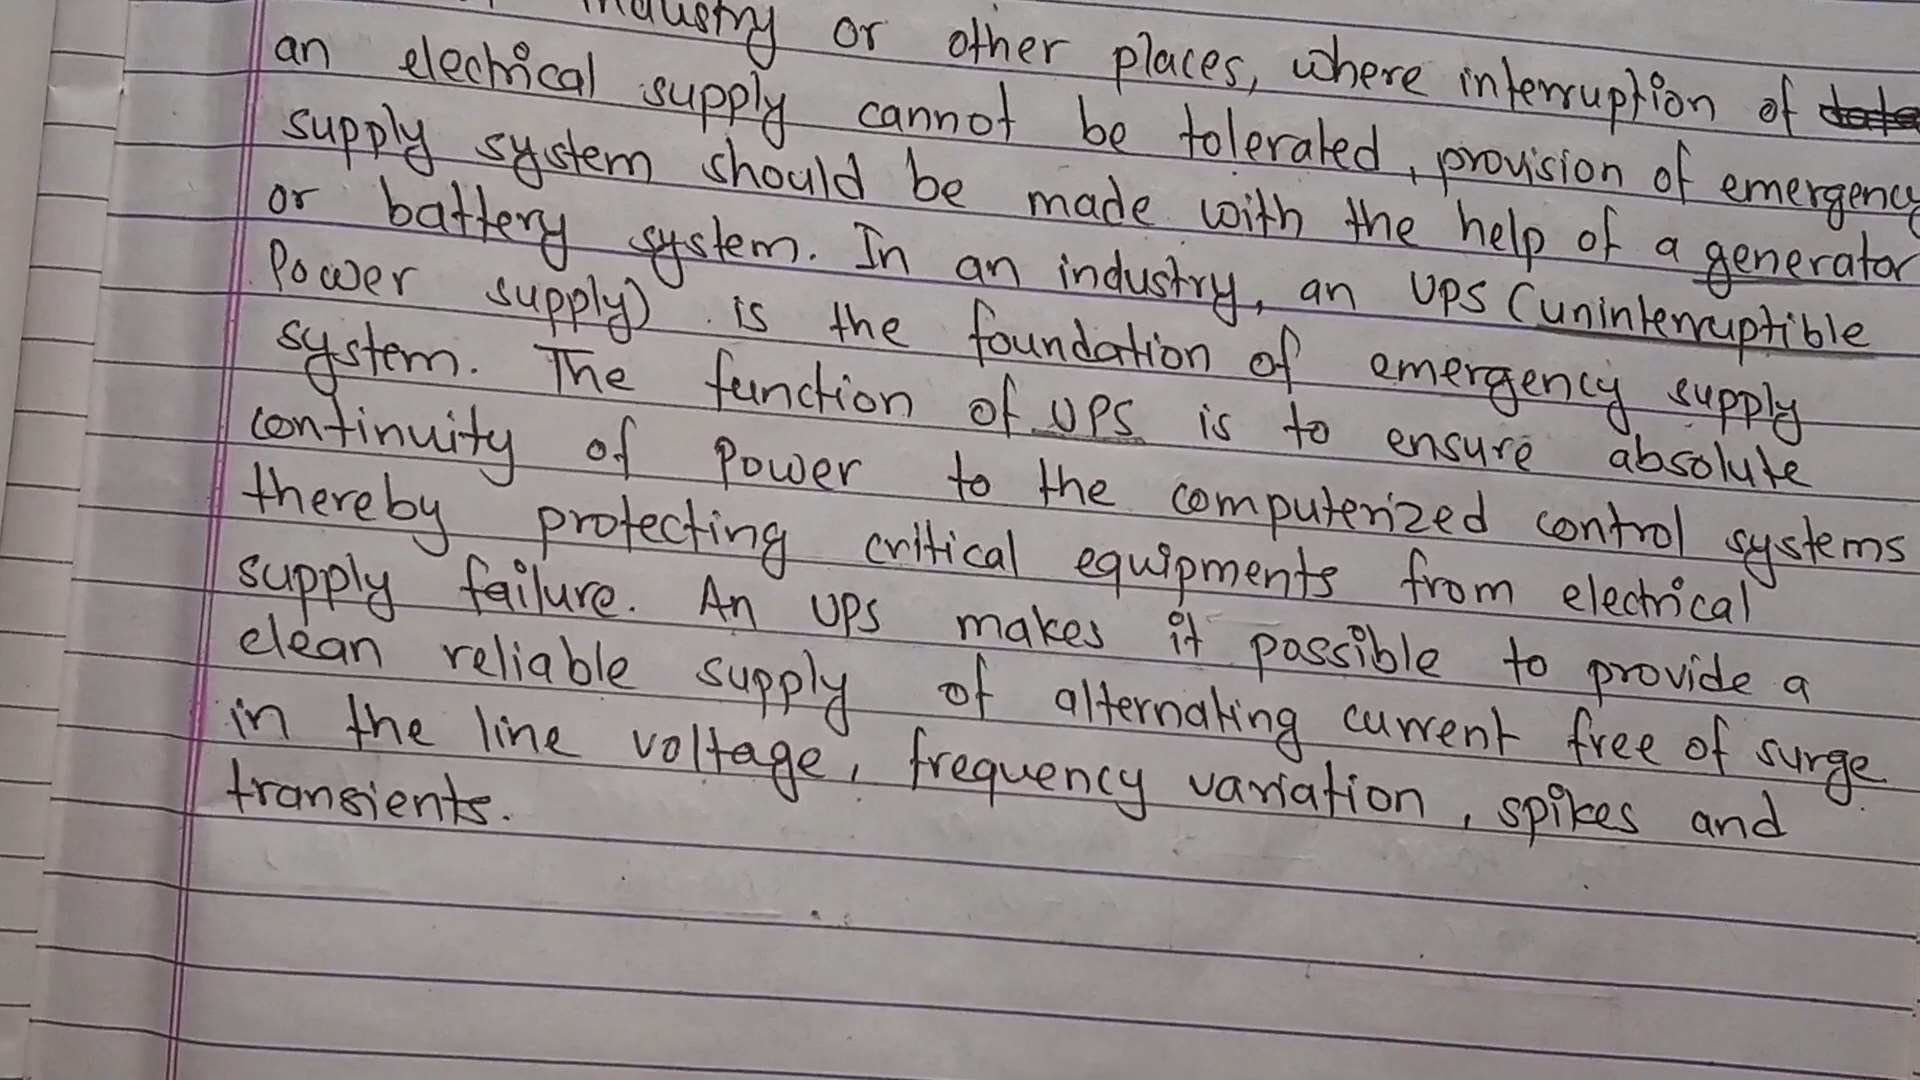 industry or other places, where interruption of
an electrical supply cannot be tolerated, provision of emergency
supply system should be made with the help of a generator
or battery system. In an industry, an UPS (uninterruptible
Power supply) is the foundation of emergency supply
system. The function of UPS is to ensure absolute
continuity of power to the computerized control systems
thereby protecting critical equipments from electrical
supply failure. An UPS makes it possible to provide a
clean reliable supply of alternating current free of surge
in the line voltage, frequency variation, spikes and
transients.